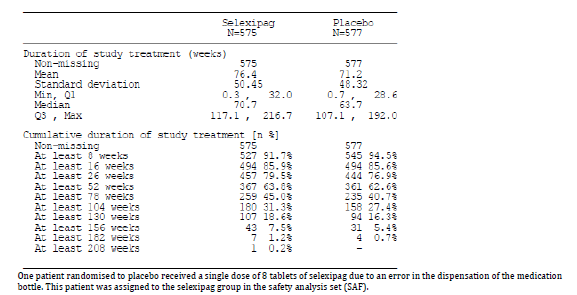 Selexipag Placebo
N=575 N=577
Duration of study treatment (weeks)
Non-missing 575 577
Mean 76.4 71.2
Standard deviation 50.45 48.32
Min, Q1 0.3 , 32.0 0.7 , 28.6
Median 70.7 63.7
Q3 , Max 117.1 , 216.7 107.1 , 192.0
Cumulative duration of study treatment [n %]
Non-missing 575 577
At least 8 weeks 527 91.7% 545 94.5%
At least 16 weeks 494 85.9% 494 85.6%
At least 26 weeks 457 79.5% 444 76.9%
At least 52 weeks 367 63.8% 361 62.6%
At least 78 weeks 259 45.0% 235 40.7%
At least 104 weeks 180 31.3% 158 27.4%
At least 130 weeks 107 18.6% 94 16.3%
At least 156 weeks 43 7.5% 31 5.4%
At least 182 weeks 7 1.2% 4 0.7%
At least 208 weeks 1 0.2% -
One patient randomised to placebo received a single dose of 8 tablets of selexipag due to an error in the dispensation of the medication
bottle. This patient was assigned to the selexipag group in the safety analysis set (SAF).